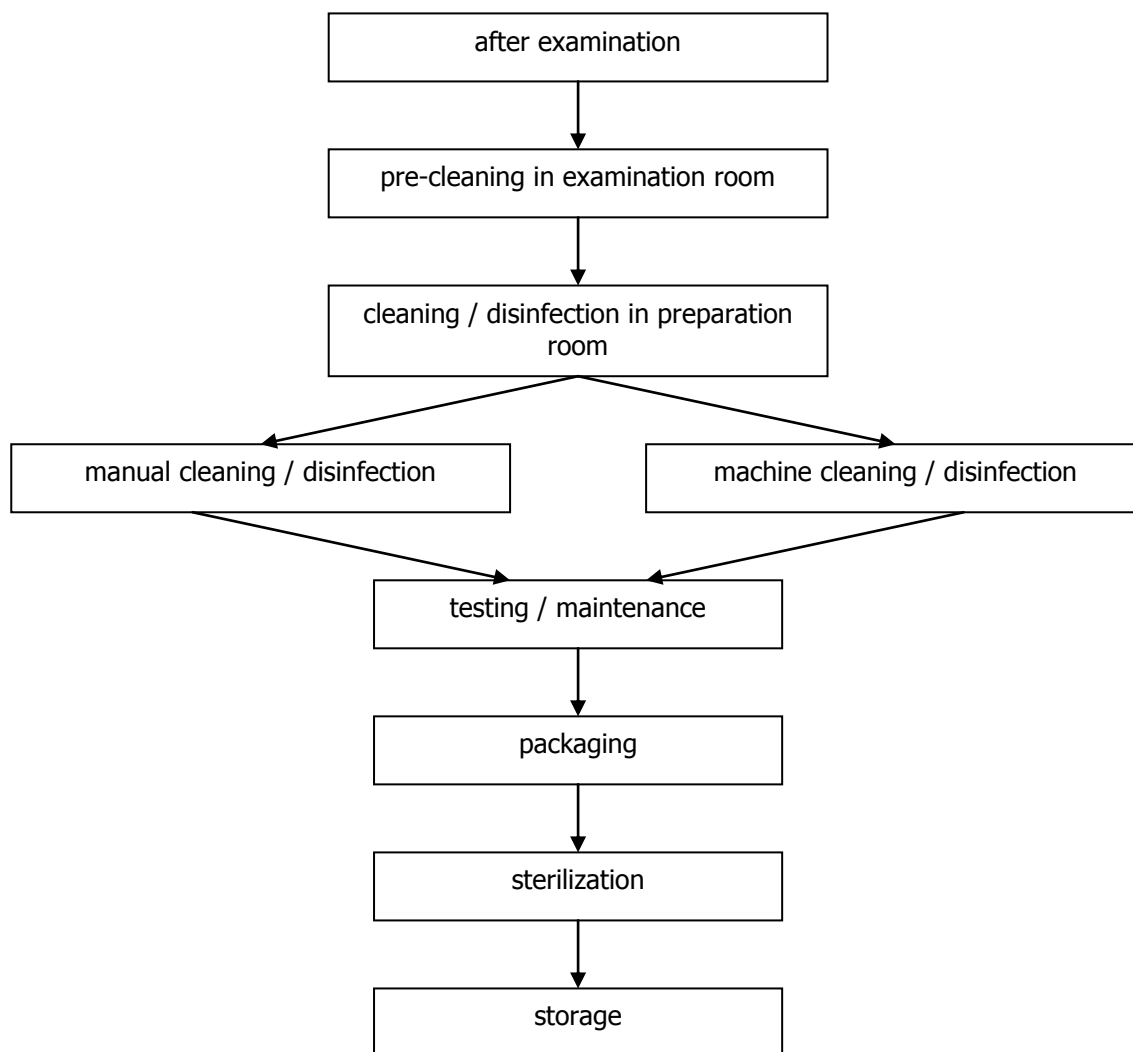 after examination
pre-cleaning in examination room
cleaning / disinfection in preparation
room
manual cleaning / disinfection
machine cleaning / disinfection
testing / maintenance
packaging
sterilization
storage